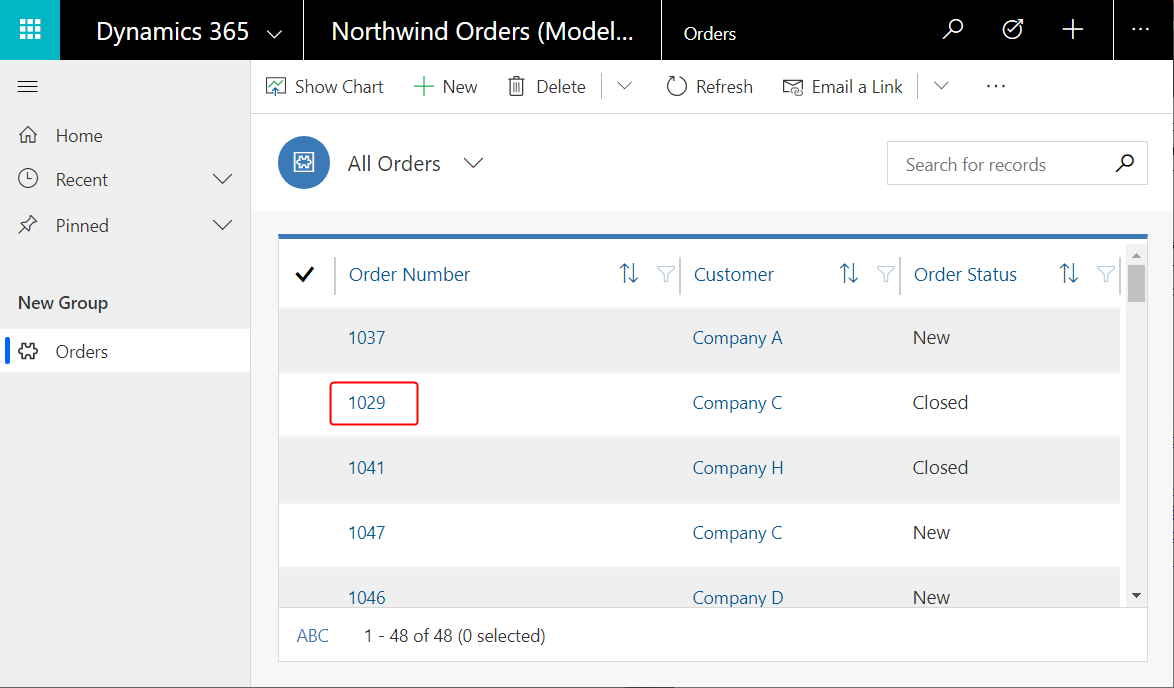 Dynamics 365
Northwind Orders (Model...
Orders
Show Chart
New
Delete
Refresh
Email a Link
Home
Recent
Pinned
New Group
Orders
All Orders
Search for records
Order Number Customer Order Status
1037 Company A New
1029 Company C Closed
1041 Company H Closed
1047 Company C New
1046 Company D New
ABC 1 - 48 of 48 (0 selected)